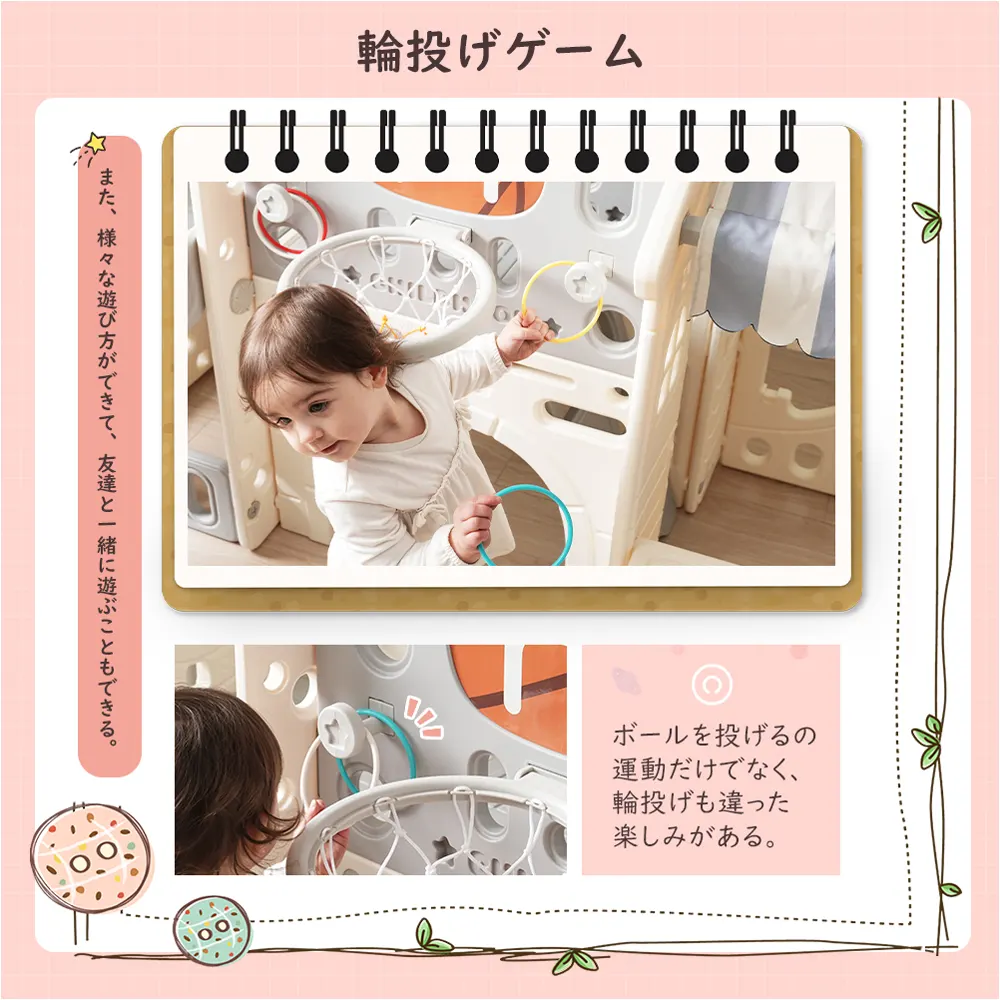 輪投げゲーム
また、様々な遊び方ができて、友達と一緒に遊ぶこともできる。
ボールを投げるの
運動だけでなく、
輪投げも違った
楽しみがある。